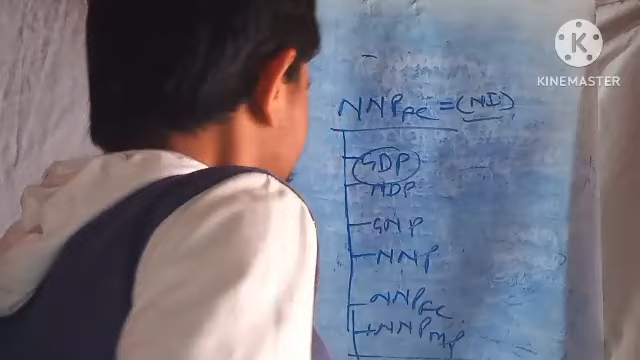 K
KINEMASTER
NNPFC = (NI)
GDP
NDP
GNP
NNP
NNPFC
NNPMP